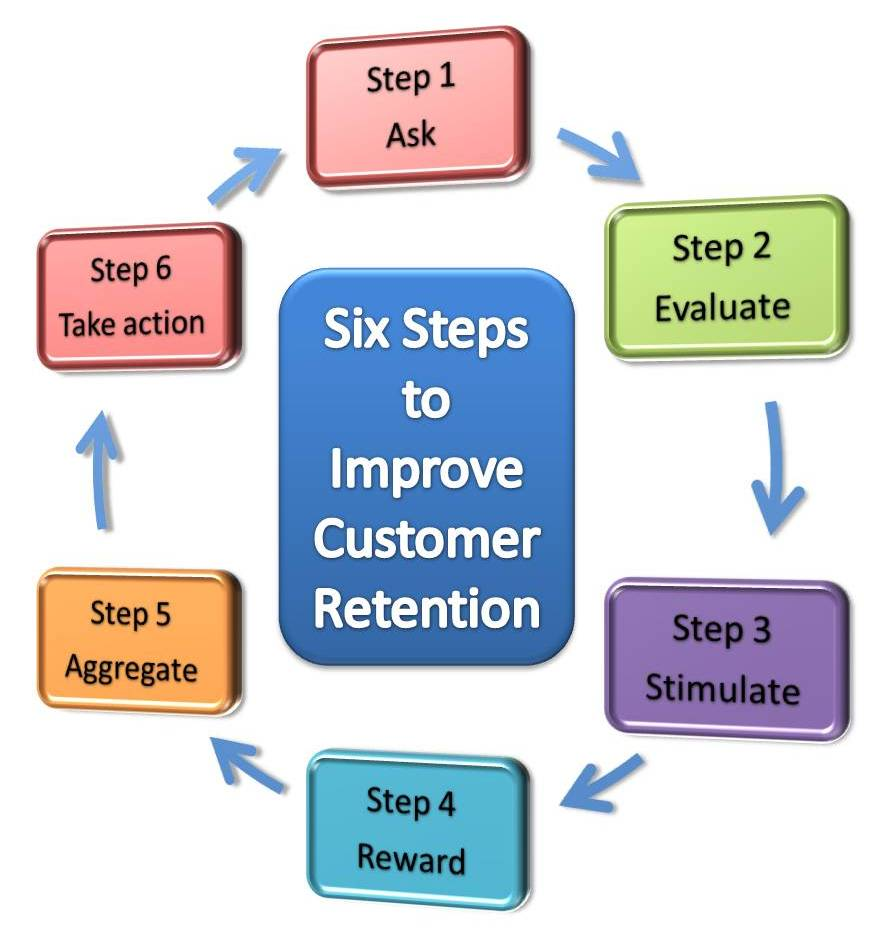 Step 1
Ask
Step 2
Evaluate
Step 3
Stimulate
Step 4
Reward
Step 5
Aggregate
Step 6
Take action
Six Steps
to
Improve
Customer
Retention